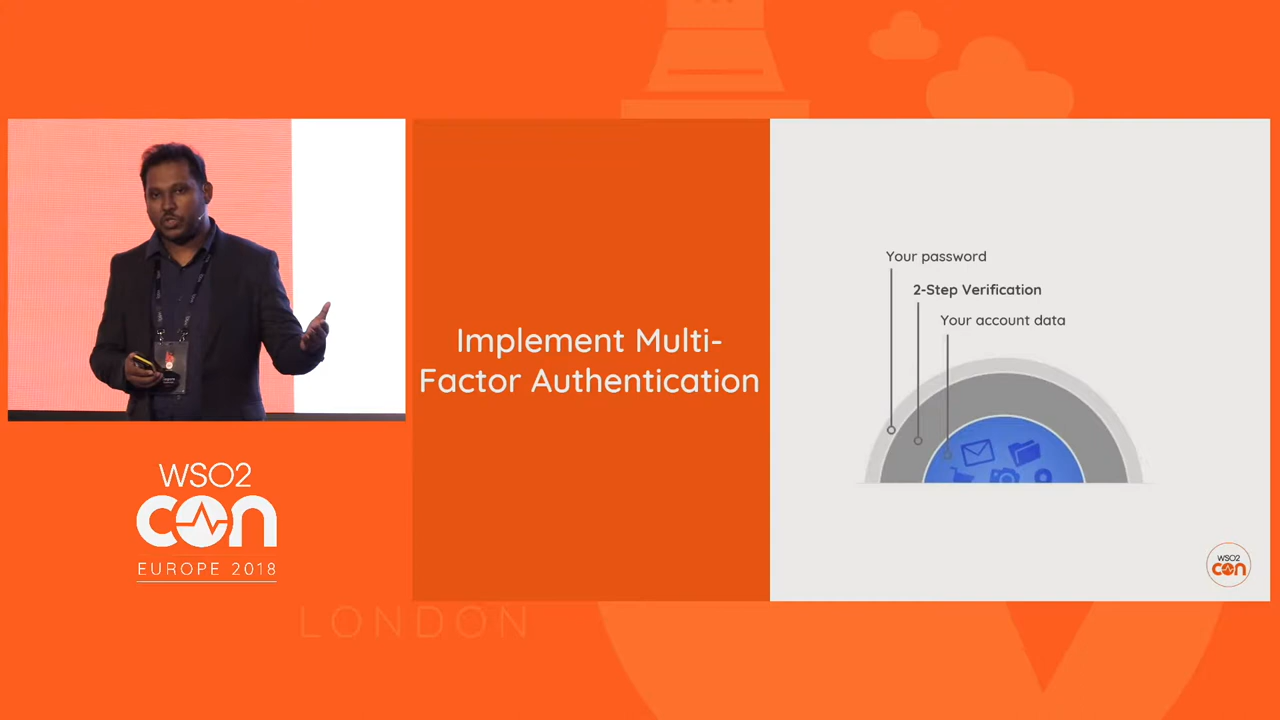 WSO2
con
EUROPE 2018
LONDON
Implement Multi-
Factor Authentication
Your password
2-Step Verification
Your account data
WSO2
con